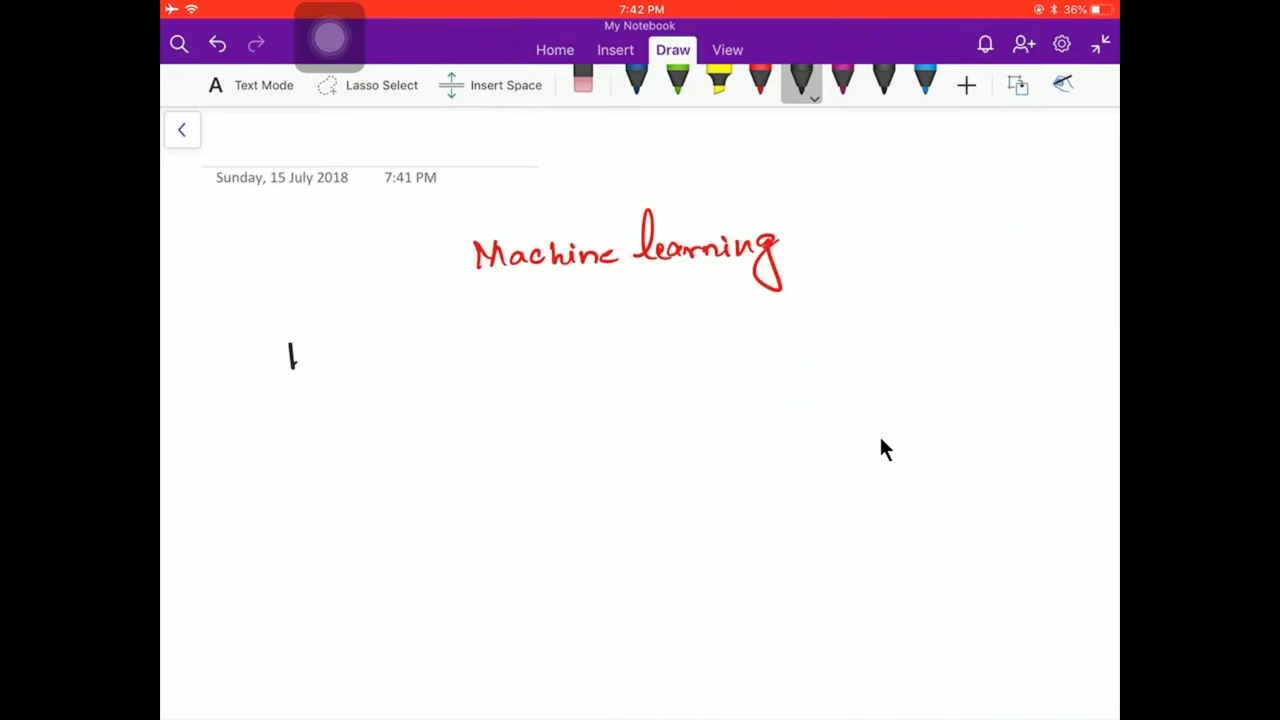 7:42 PM
36%
My Notebook
Home Insert Draw View
A Text Mode Lasso Select Insert Space
Sunday, 15 July 2018 7:41 PM
Machine learning